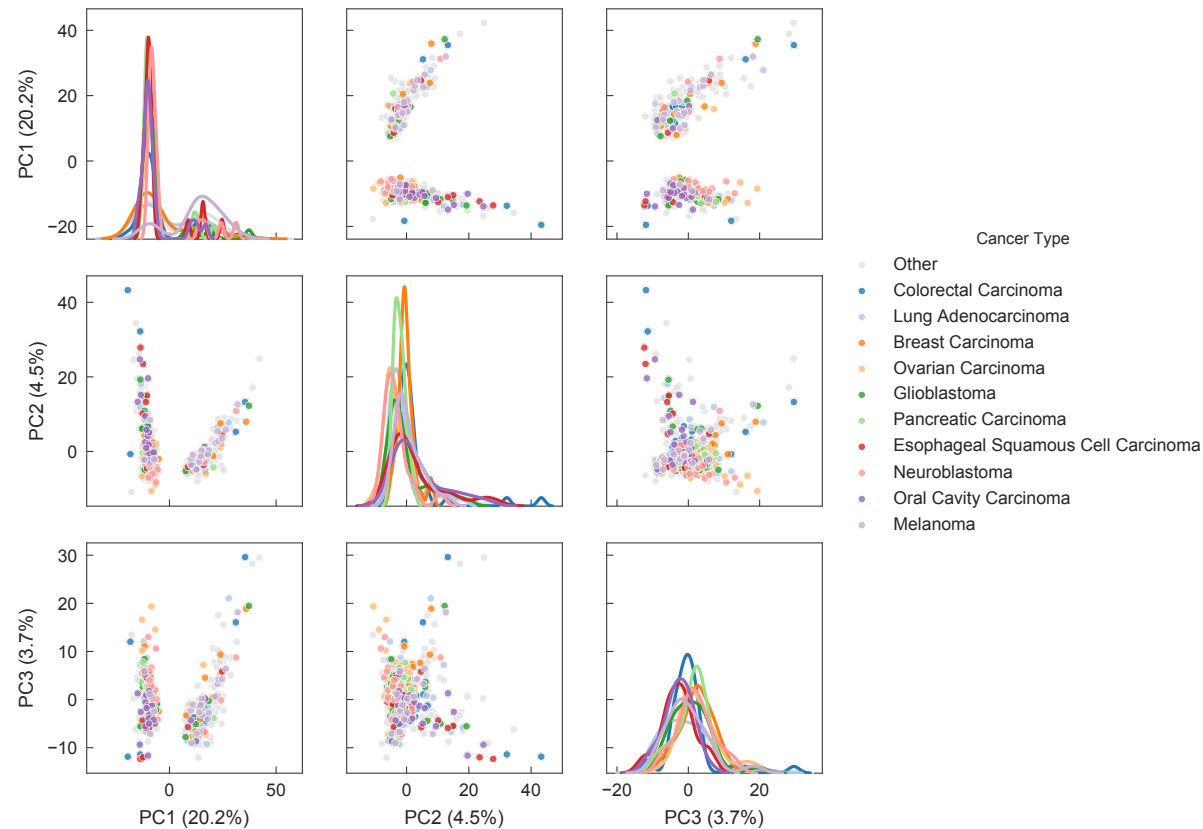 40
20
0
−20
PC1 (20.2%)
40
20
0
PC2 (4.5%)
30
20
10
0
−10
PC3 (3.7%)
0
50
PC1 (20.2%)
0
20
40
PC2 (4.5%)
−20
0
20
PC3 (3.7%)
Cancer Type
Other
Colorectal Carcinoma
Lung Adenocarcinoma
Breast Carcinoma
Ovarian Carcinoma
Glioblastoma
Pancreatic Carcinoma
Esophageal Squamous Cell Carcinoma
Neuroblastoma
Oral Cavity Carcinoma
Melanoma